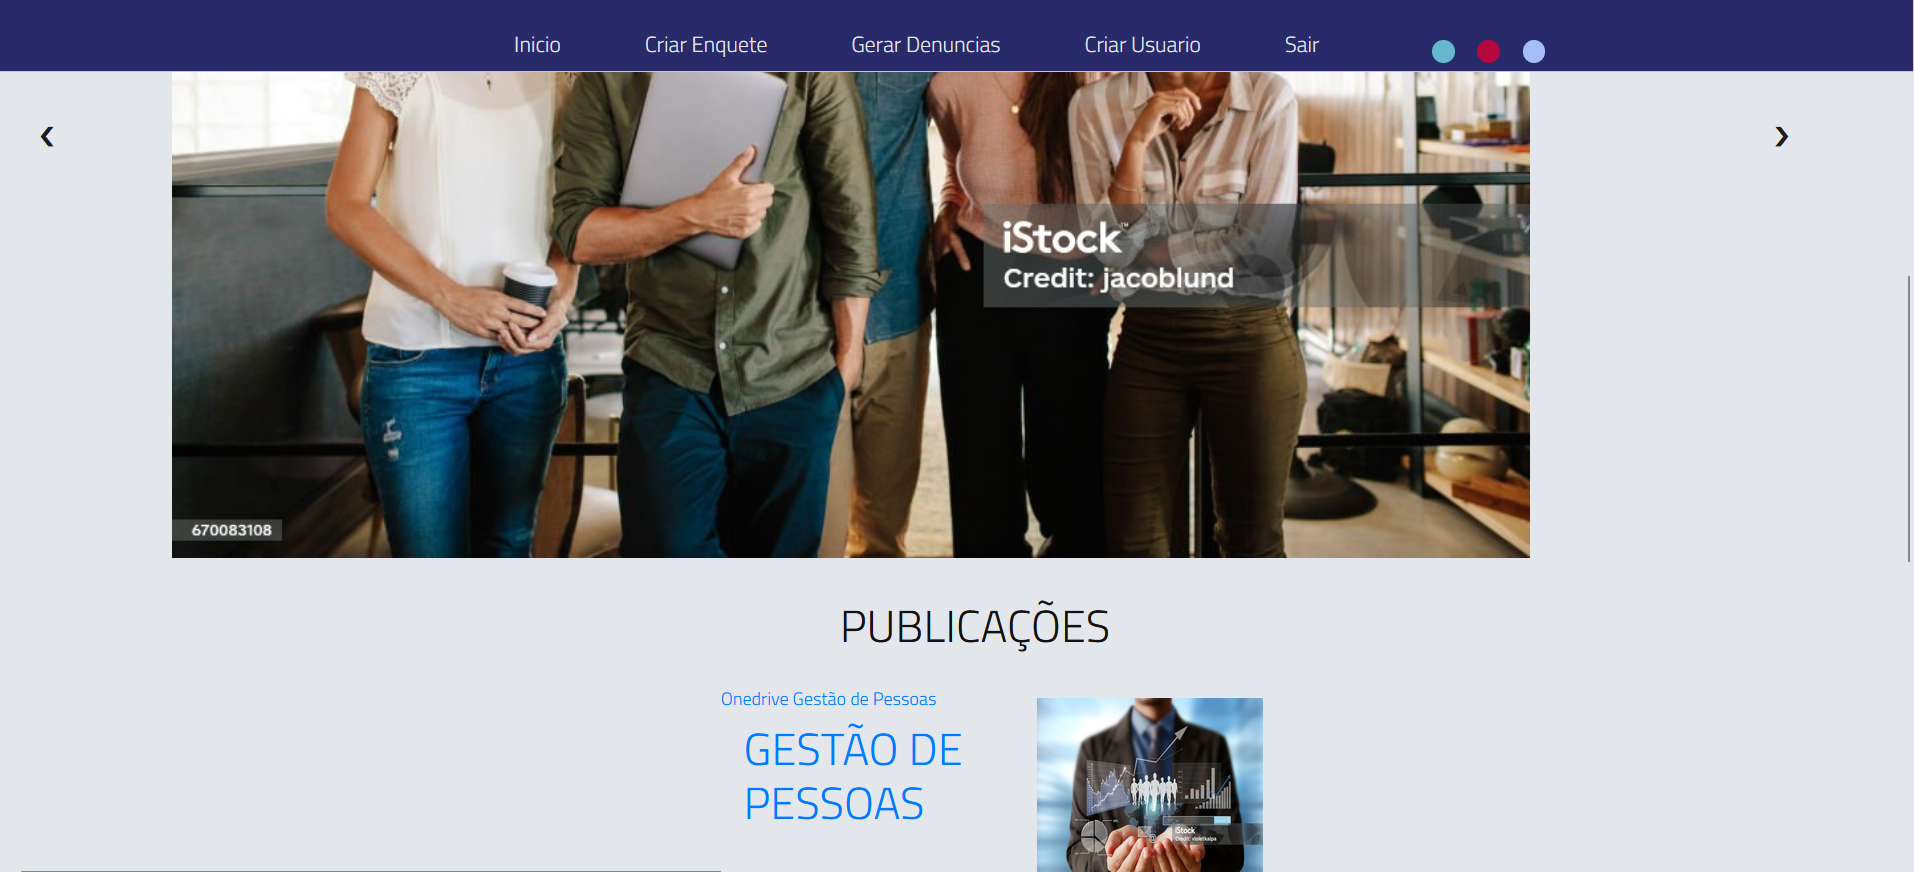 Inicio
Criar Enquete
Gerar Denuncias
Criar Usuario
Sair
iStock™
Credit: jacoblund
670083108
PUBLICAÇÕES
Onedrive Gestão de Pessoas
GESTÃO DE
PESSOAS
iStock